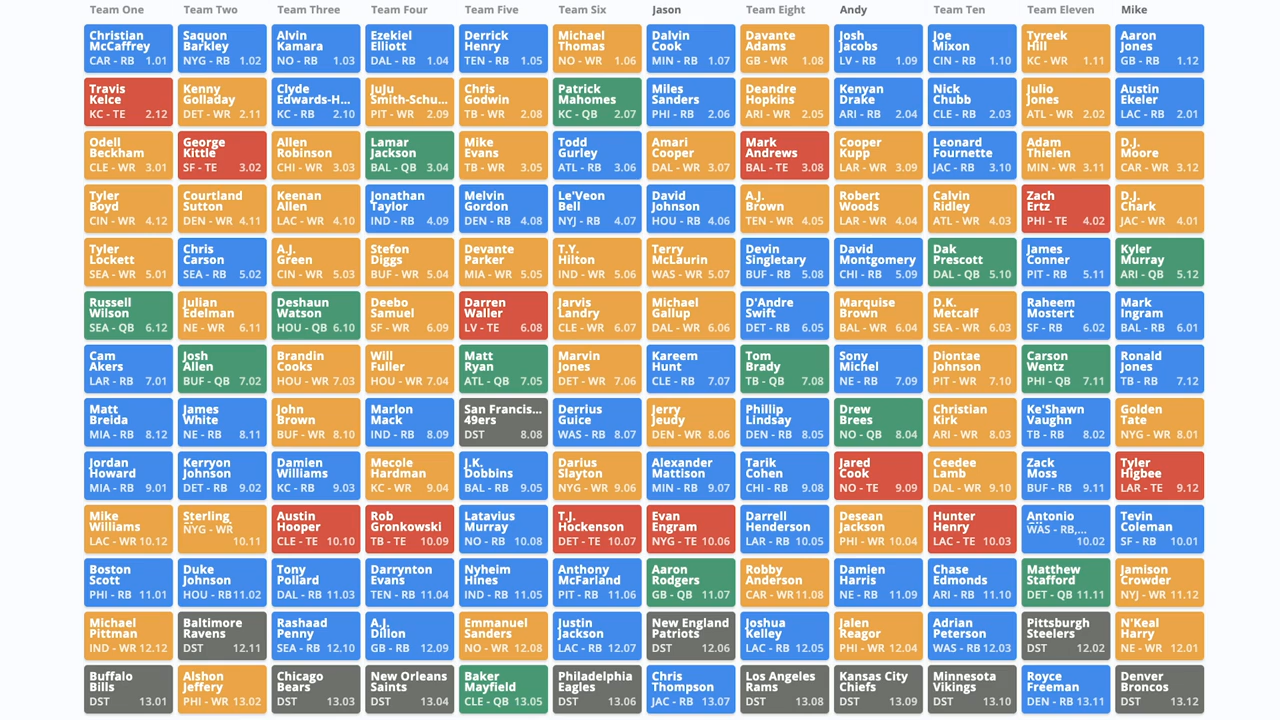 Team One Team Two Team Three Team Four Team Five Team Six Jason Team Eight Andy Team Ten Team Eleven Mike
Christian McCaffrey CAR - RB 1.01
Saquon Barkley NYG - RB 1.02
Alvin Kamara NO - RB 1.03
Ezekiel Elliott DAL - RB 1.04
Derrick Henry TEN - RB 1.05
Michael Thomas NO - WR 1.06
Dalvin Cook MIN - RB 1.07
Davante Adams GB - WR 1.08
Josh Jacobs LV - RB 1.09
Joe Mixon CIN - RB 1.10
Tyreek Hill KC - WR 1.11
Aaron Jones GB - RB 1.12
Travis Kelce KC - TE 2.12
Kenny Golladay DET - WR 2.11
Clyde Edwards-H... KC - RB 2.10
JuJu Smith-Schu... PIT - WR 2.09
Chris Godwin TB - WR 2.08
Patrick Mahomes KC - QB 2.07
Miles Sanders PHI - RB 2.06
Deandre Hopkins ARI - WR 2.05
Kenyan Drake ARI - RB 2.04
Nick Chubb CLE - RB 2.03
Julio Jones ATL - WR 2.02
Austin Ekeler LAC - RB 2.01
Odell Beckham CLE - WR 3.01
George Kittle SF - TE 3.02
Allen Robinson CHI - WR 3.03
Lamar Jackson BAL - QB 3.04
Mike Evans TB - WR 3.05
Todd Gurley ATL - RB 3.06
Amari Cooper DAL - WR 3.07
Mark Andrews BAL - TE 3.08
Cooper Kupp LAR - WR 3.09
Leonard Fournette JAC - RB 3.10
Adam Thielen MIN - WR 3.11
D.J. Moore CAR - WR 3.12
Tyler Boyd CIN - WR 4.12
Courtland Sutton DEN - WR 4.11
Keenan Allen LAC - WR 4.10
Jonathan Taylor IND - RB 4.09
Melvin Gordon DEN - RB 4.08
Le'Veon Bell NYJ - RB 4.07
David Johnson HOU - RB 4.06
A.J. Brown TEN - WR 4.05
Robert Woods LAR - WR 4.04
Calvin Ridley ATL - WR 4.03
Zach Ertz PHI - TE 4.02
D.J. Chark JAC - WR 4.01
Tyler Lockett SEA - WR 5.01
Chris Carson SEA - RB 5.02
A.J. Green CIN - WR 5.03
Stefon Diggs BUF - WR 5.04
Devante Parker MIA - WR 5.05
T.Y. Hilton IND - WR 5.06
Terry McLaurin WAS - WR 5.07
Devin Singletary BUF - RB 5.08
David Montgomery CHI - RB 5.09
Dak Prescott DAL - QB 5.10
James Conner PIT - RB 5.11
Kyler Murray ARI - QB 5.12
Russell Wilson SEA - QB 6.12
Julian Edelman NE - WR 6.11
Deshaun Watson HOU - QB 6.10
Deebo Samuel SF - WR 6.09
Darren Waller LV - TE 6.08
Jarvis Landry CLE - WR 6.07
Michael Gallup DAL - WR 6.06
D'Andre Swift DET - RB 6.05
Marquise Brown BAL - WR 6.04
D.K. Metcalf SEA - WR 6.03
Raheem Mostert SF - RB 6.02
Mark Ingram BAL - RB 6.01
Cam Akers LAR - RB 7.01
Josh Allen BUF - QB 7.02
Brandin Cooks HOU - WR 7.03
Will Fuller HOU - WR 7.04
Matt Ryan ATL - QB 7.05
Marvin Jones DET - WR 7.06
Kareem Hunt CLE - RB 7.07
Tom Brady TB - QB 7.08
Sony Michel NE - RB 7.09
Diontae Johnson PIT - WR 7.10
Carson Wentz PHI - QB 7.11
Ronald Jones TB - RB 7.12
Matt Breida MIA - RB 8.12
James White NE - RB 8.11
John Brown BUF - WR 8.10
Marlon Mack IND - RB 8.09
San Francis... 49ers DST 8.08
Derrius Guice WAS - RB 8.07
Jerry Jeudy DEN - WR 8.06
Phillip Lindsay DEN - RB 8.05
Drew Brees NO - QB 8.04
Christian Kirk ARI - WR 8.03
Ke'Shawn Vaughn TB - RB 8.02
Golden Tate NYG - WR 8.01
Jordan Howard MIA - RB 9.01
Kerryon Johnson DET - RB 9.02
Damien Williams KC - RB 9.03
Mecole Hardman KC - WR 9.04
J.K. Dobbins BAL - RB 9.05
Darius Slayton NYG - WR 9.06
Alexander Mattison MIN - RB 9.07
Tarik Cohen CHI - RB 9.08
Jared Cook NO - TE 9.09
Ceedee Lamb DAL - WR 9.10
Zack Moss BUF - RB 9.11
Tyler Higbee LAR - TE 9.12
Mike Williams LAC - WR 10.12
Sterling NYG - WR 10.11
Austin Hooper CLE - TE 10.10
Rob Gronkowski TB - TE 10.09
Latavius Murray NO - RB 10.08
T.J. Hockenson DET - TE 10.07
Evan Engram NYG - TE 10.06
Darrell Henderson LAR - RB 10.05
Desean Jackson PHI - WR 10.04
Hunter Henry LAC - TE 10.03
Antonio WAS - RB,... 10.02
Tevin Coleman SF - RB 10.01
Boston Scott PHI - RB 11.01
Duke Johnson HOU - RB 11.02
Tony Pollard DAL - RB 11.03
Darrynton Evans TEN - RB 11.04
Nyheim Hines IND - RB 11.05
Anthony McFarland PIT - RB 11.06
Aaron Rodgers GB - QB 11.07
Robby Anderson CAR - WR 11.08
Damien Harris NE - RB 11.09
Chase Edmonds ARI - RB 11.10
Matthew Stafford DET - QB 11.11
Jamison Crowder NYJ - WR 11.12
Michael Pittman IND - WR 12.12
Baltimore Ravens DST 12.11
Rashaad Penny SEA - RB 12.10
A.J. Dillon GB - RB 12.09
Emmanuel Sanders NO - WR 12.08
Justin Jackson LAC - RB 12.07
New England Patriots DST 12.06
Joshua Kelley LAC - RB 12.05
Jalen Reagor PHI - WR 12.04
Adrian Peterson WAS - RB 12.03
Pittsburgh Steelers DST 12.02
N'Keal Harry NE - WR 12.01
Buffalo Bills DST 13.01
Alshon Jeffery PHI - WR 13.02
Chicago Bears DST 13.03
New Orleans Saints DST 13.04
Baker Mayfield CLE - QB 13.05
Philadelphia Eagles DST 13.06
Chris Thompson JAC - RB 13.07
Los Angeles Rams DST 13.08
Kansas City Chiefs DST 13.09
Minnesota Vikings DST 13.10
Royce Freeman DEN - RB 13.11
Denver Broncos DST 13.12